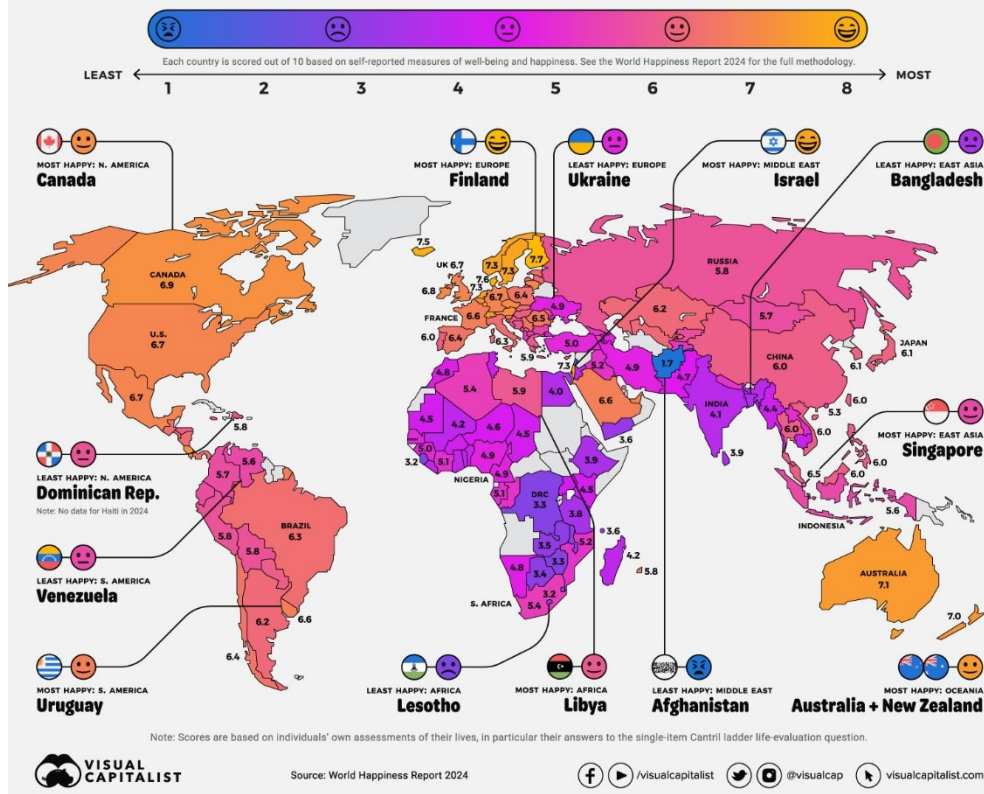 Each country is scored out of 10 based on self-reported measures of well-being and happiness. See the World Happiness Report 2024 for the full methodology.
LEAST MOST
1 2 3 4 5 6 7 8
MOST HAPPY: N. AMERICA
Canada
MOST HAPPY: EUROPE
Finland
LEAST HAPPY: EUROPE
Ukraine
MOST HAPPY: MIDDLE EAST
Israel
LEAST HAPPY: EAST ASIA
Bangladesh
CANADA
6.9
U.S.
6.7
6.7
5.8
7.5
UK 6.7
6.8
7.6
7.3
7.3
7.3
7.7
6.7
6.4
FRANCE
6.6
6.5
4.9
6.0
6.4
6.3
5.9
5.0
7.3
5.2
RUSSIA
5.8
6.2
5.7
CHINA
6.0
JAPAN
6.1
6.1
4.9
1.7
4.7
INDIA
4.1
4.4
3.9
6.0
5.3
6.0
6.0
6.0
6.5
6.0
5.6
INDONESIA
6.6
3.6
4.8
5.4
5.9
4.0
4.5
4.2
4.6
4.5
5.0
3.2
5.1
4.9
NIGERIA
4.9
5.1
3.9
4.5
DRC
3.3
3.8
3.6
3.5
5.2
3.3
4.2
5.8
4.8
3.4
3.2
S. AFRICA
5.4
MOST HAPPY: EAST ASIA
Singapore
LEAST HAPPY: N. AMERICA
Dominican Rep.
Note: No data for Haiti in 2024
5.7
5.6
5.8
BRAZIL
6.3
5.8
6.2
6.6
6.4
LEAST HAPPY: S. AMERICA
Venezuela
AUSTRALIA
7.1
7.0
MOST HAPPY: S. AMERICA
Uruguay
LEAST HAPPY: AFRICA
Lesotho
MOST HAPPY: AFRICA
Libya
LEAST HAPPY: MIDDLE EAST
Afghanistan
MOST HAPPY: OCEANIA
Australia + New Zealand
Note: Scores are based on individuals' own assessments of their lives, in particular their answers to the single-item Cantril ladder life-evaluation question.
VISUAL
CAPITALIST
Source: World Happiness Report 2024
/visualcapitalist
@visualcap
visualcapitalist.com